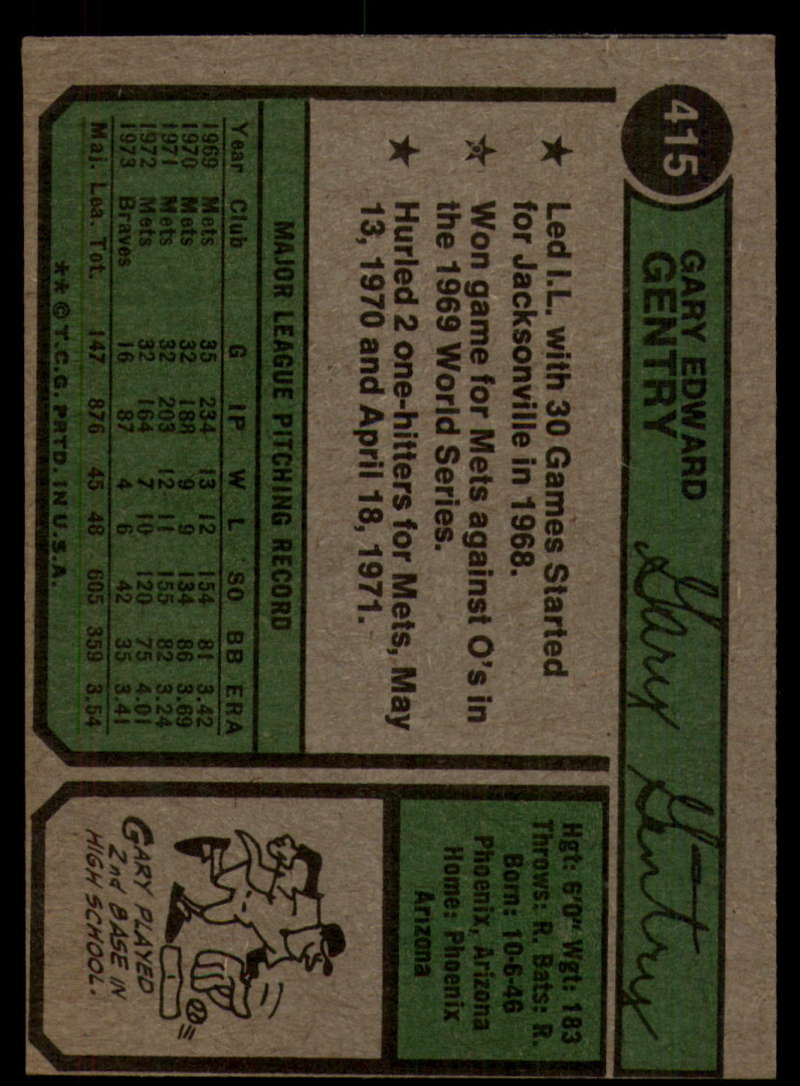 415
GARY EDWARD
GENTRY
Gary Gentry
★ Led I.L. with 30 Games Started
for Jacksonville in 1968.
★ Won game for Mets against O's in
the 1969 World Series.
★ Hurled 2 one-hitters for Mets, May
13, 1970 and April 18, 1971.
MAJOR LEAGUE PITCHING RECORD
Year Club G IP W L SO BB ERA
1969 Mets 35 234 13 12 154 81 3.42
1970 Mets 32 188 9 9 134 86 3.69
1971 Mets 32 203 12 11 155 82 3.24
1972 Mets 32 164 7 10 120 75 4.01
1973 Braves 16 87 4 6 42 35 3.41
Maj. Lea. Tot. 147 876 45 48 605 359 3.54
** © T.C.G. PRTD. IN U.S.A.
Hgt: 6'0" Wgt: 183
Throws: R. Bats: R.
Born: 10-6-46
Phoenix, Arizona
Home: Phoenix
Arizona
GARY PLAYED
2nd BASE IN
HIGH SCHOOL.